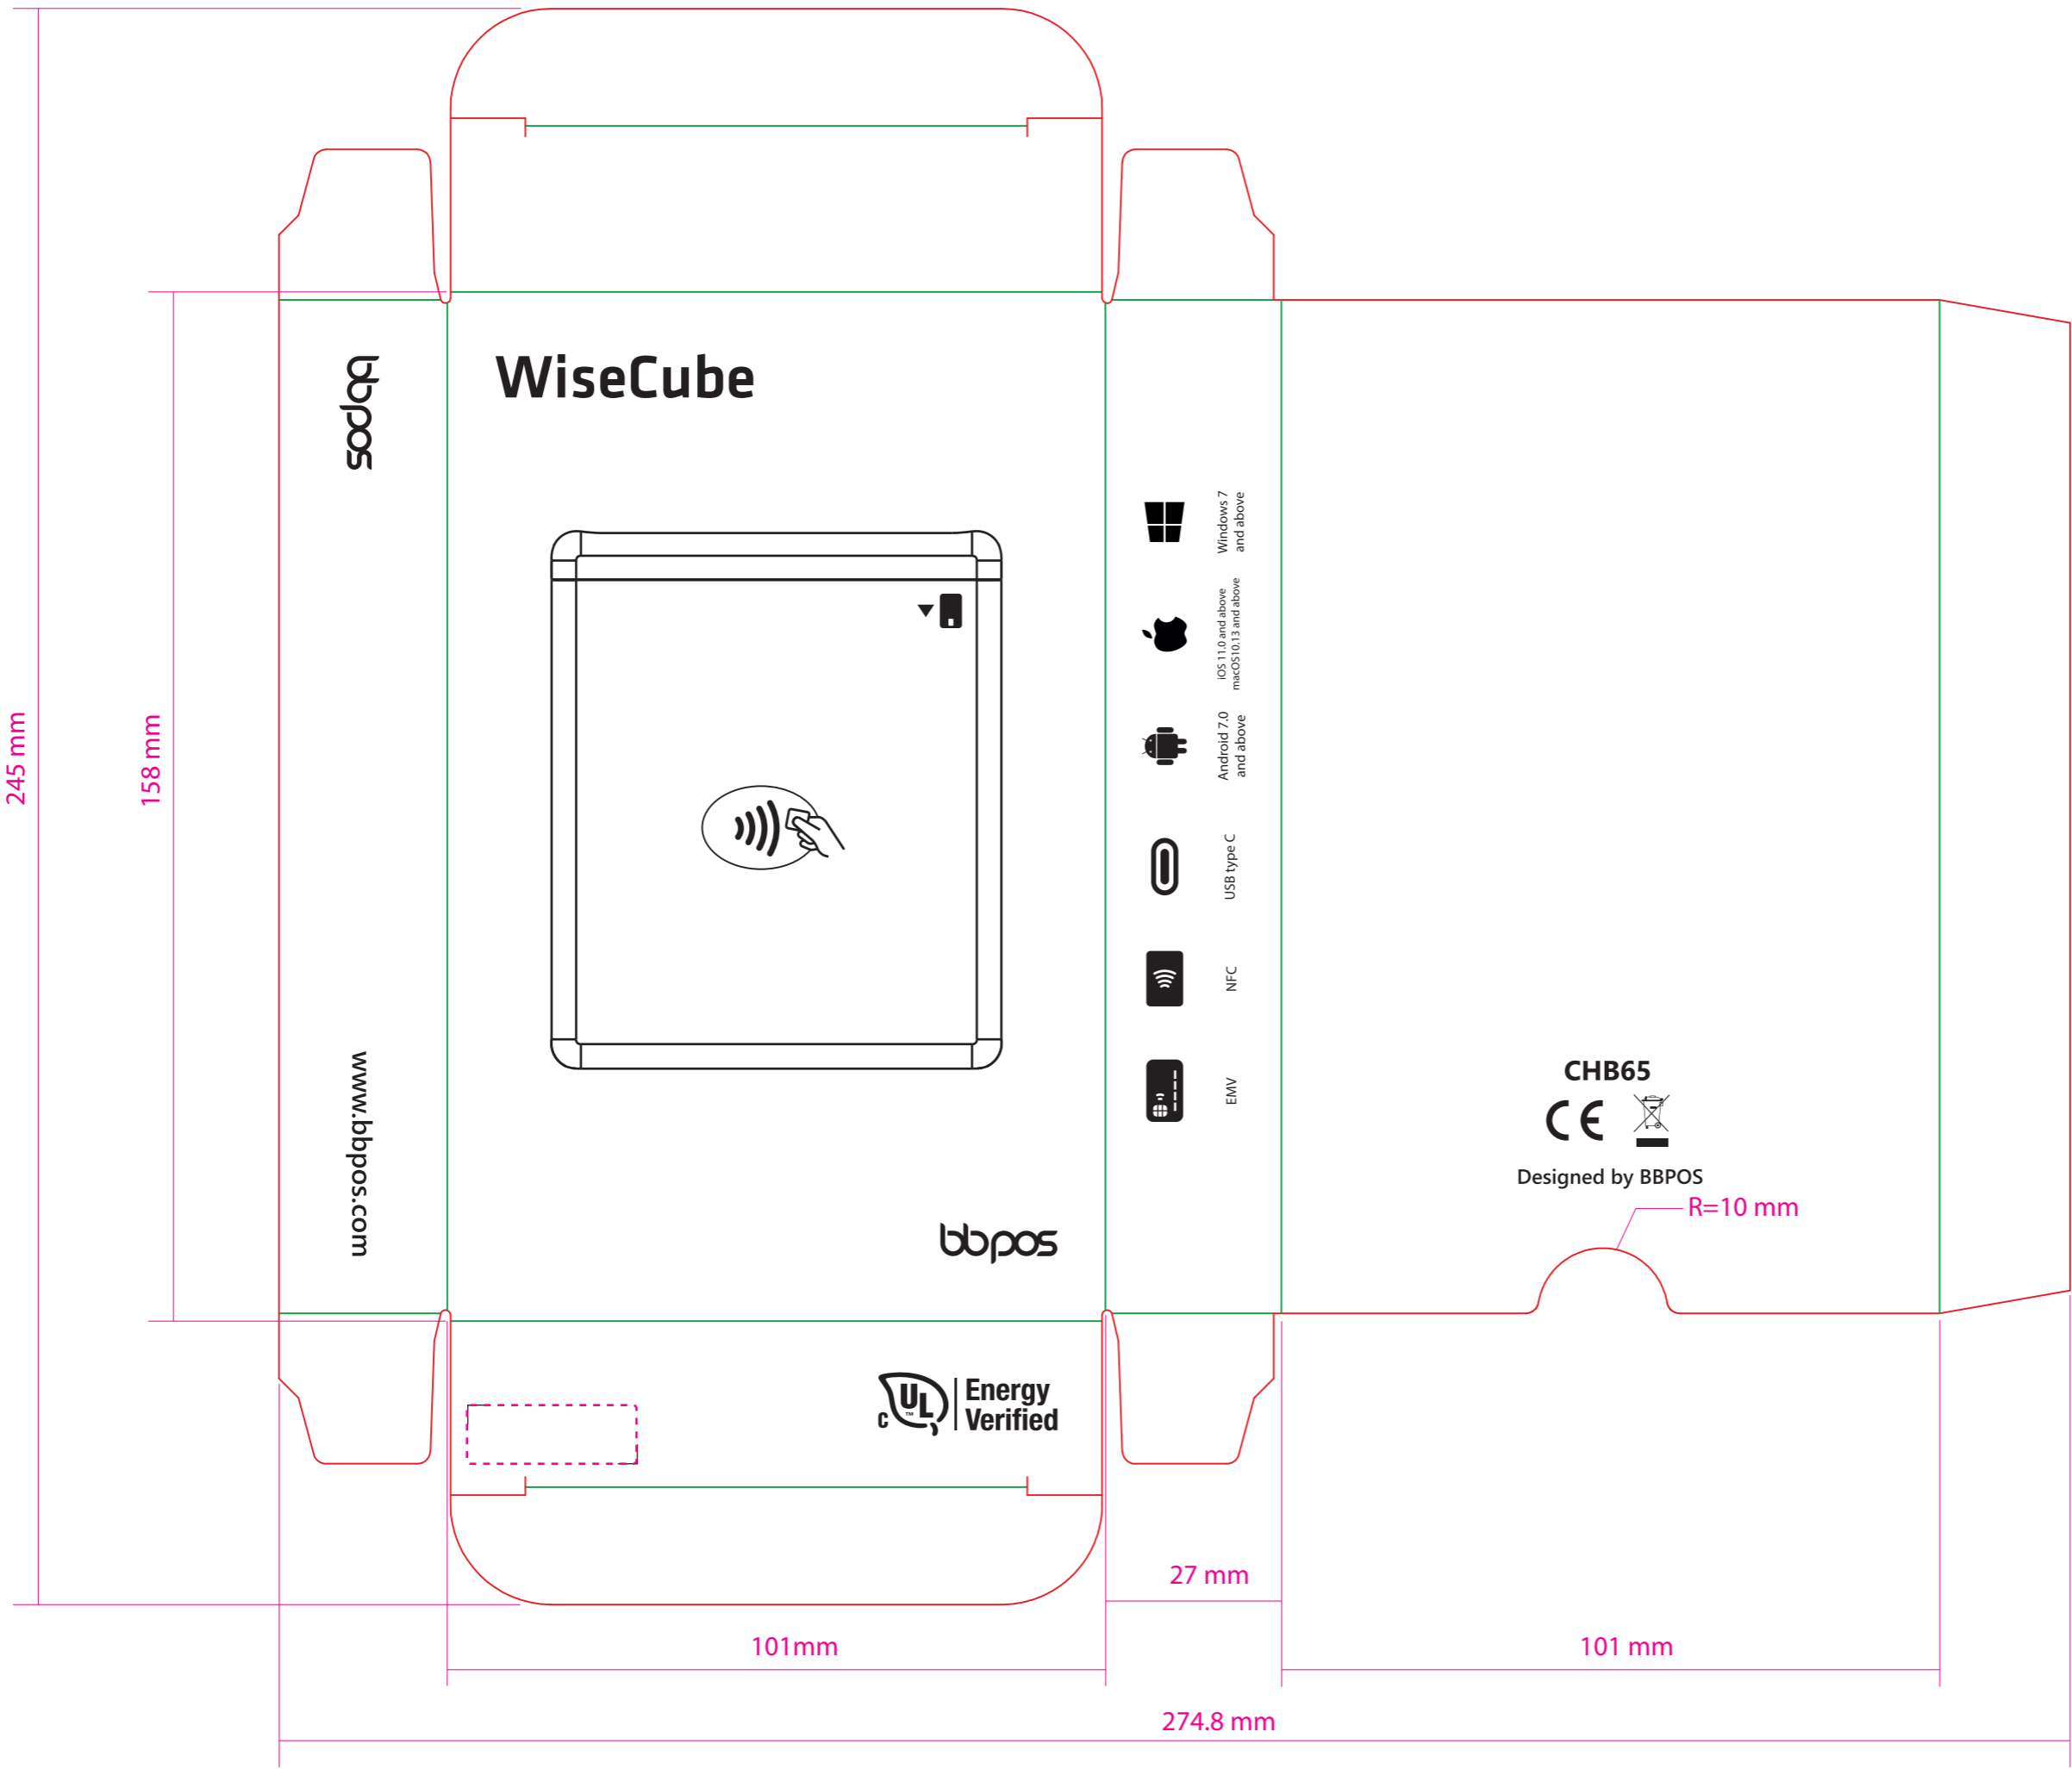 WiseCube
bbpos
www.bbpos.com
Windows 7
and above
iOS 11.0 and above
macOS10.13 and above
Android 7.0
and above
USB type C
NFC
EMV
bbpos
CHB65
CE
Designed by BBPOS
R=10 mm
C UL ™
Energy
Verified
245 mm
158 mm
27 mm
101mm
101 mm
274.8 mm